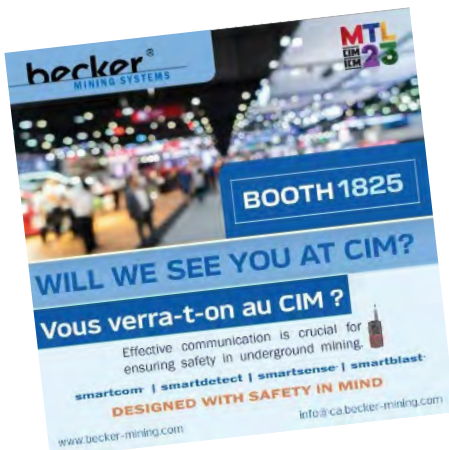 becker®
MINING SYSTEMS
MTL
CIM 23
ICM
BOOTH 1825
WILL WE SEE YOU AT CIM?
Vous verra-t-on au CIM ?
Effective communication is crucial for
ensuring safety in underground mining.
smartcom | smartdetect | smartsense | smartblast
DESIGNED WITH SAFETY IN MIND
www.becker-mining.com
info@ca.becker-mining.com